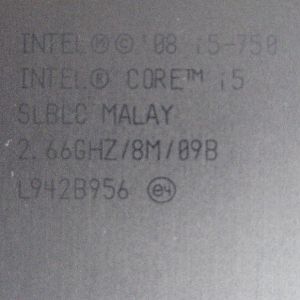 INTEL®© '08 i5-750
INTEL® CORE™ i5
SLBLC MALAY
2.66GHZ/8M/09B
L942B956 e4